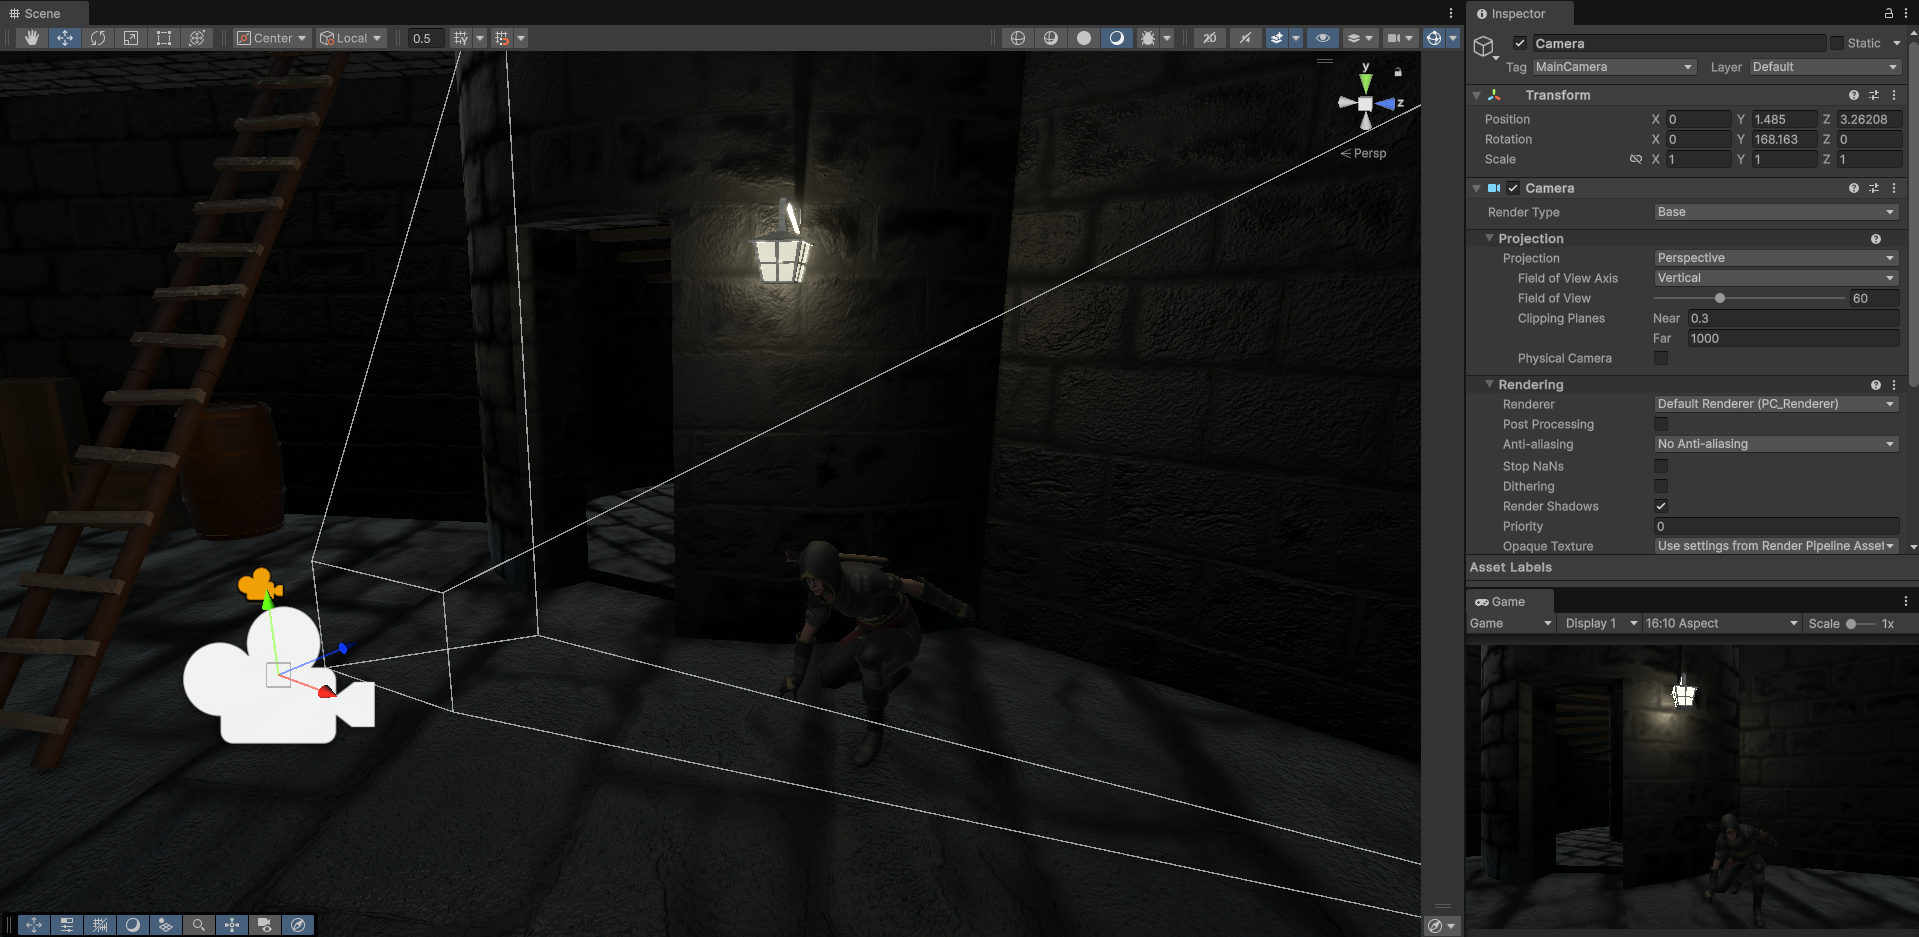 Scene
Center
Local
0.5
2D
y
z
< Persp
Inspector
Camera
Static
Tag MainCamera Layer Default
Transform
Position X 0 Y 1.485 Z 3.26208
Rotation X 0 Y 168.163 Z 0
Scale X 1 Y 1 Z 1
Camera
Render Type Base
Projection
Projection Perspective
Field of View Axis Vertical
Field of View 60
Clipping Planes Near 0.3
Far 1000
Physical Camera
Rendering
Renderer Default Renderer (PC_Renderer)
Post Processing
Anti-aliasing No Anti-aliasing
Stop NaNs
Dithering
Render Shadows
Priority 0
Opaque Texture Use settings from Render Pipeline Asset
Asset Labels
Game
Game Display 1 16:10 Aspect Scale 1x